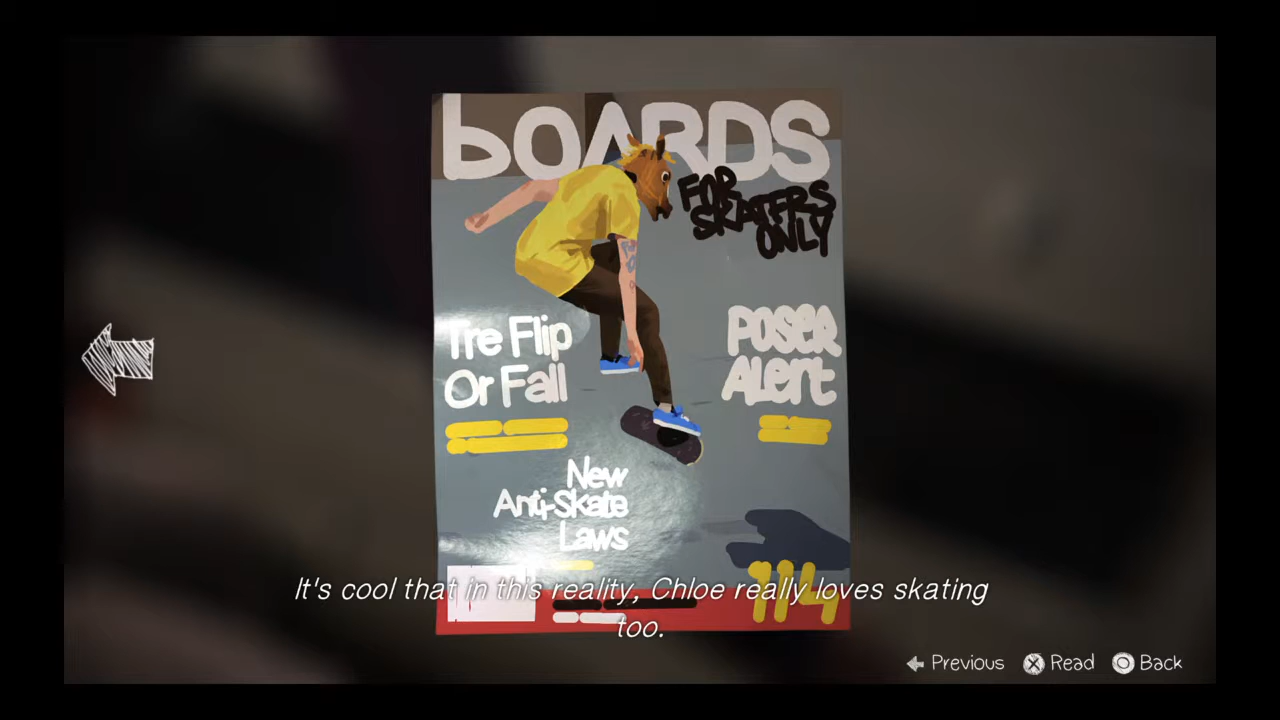 bOARDS
FOR
SKATERS
ONLY
Tre Flip
Or Fall
POSER
ALERT
New
Anti-Skate
Laws
114
It's cool that in this reality, Chloe really loves skating
too.
Previous
Read
Back